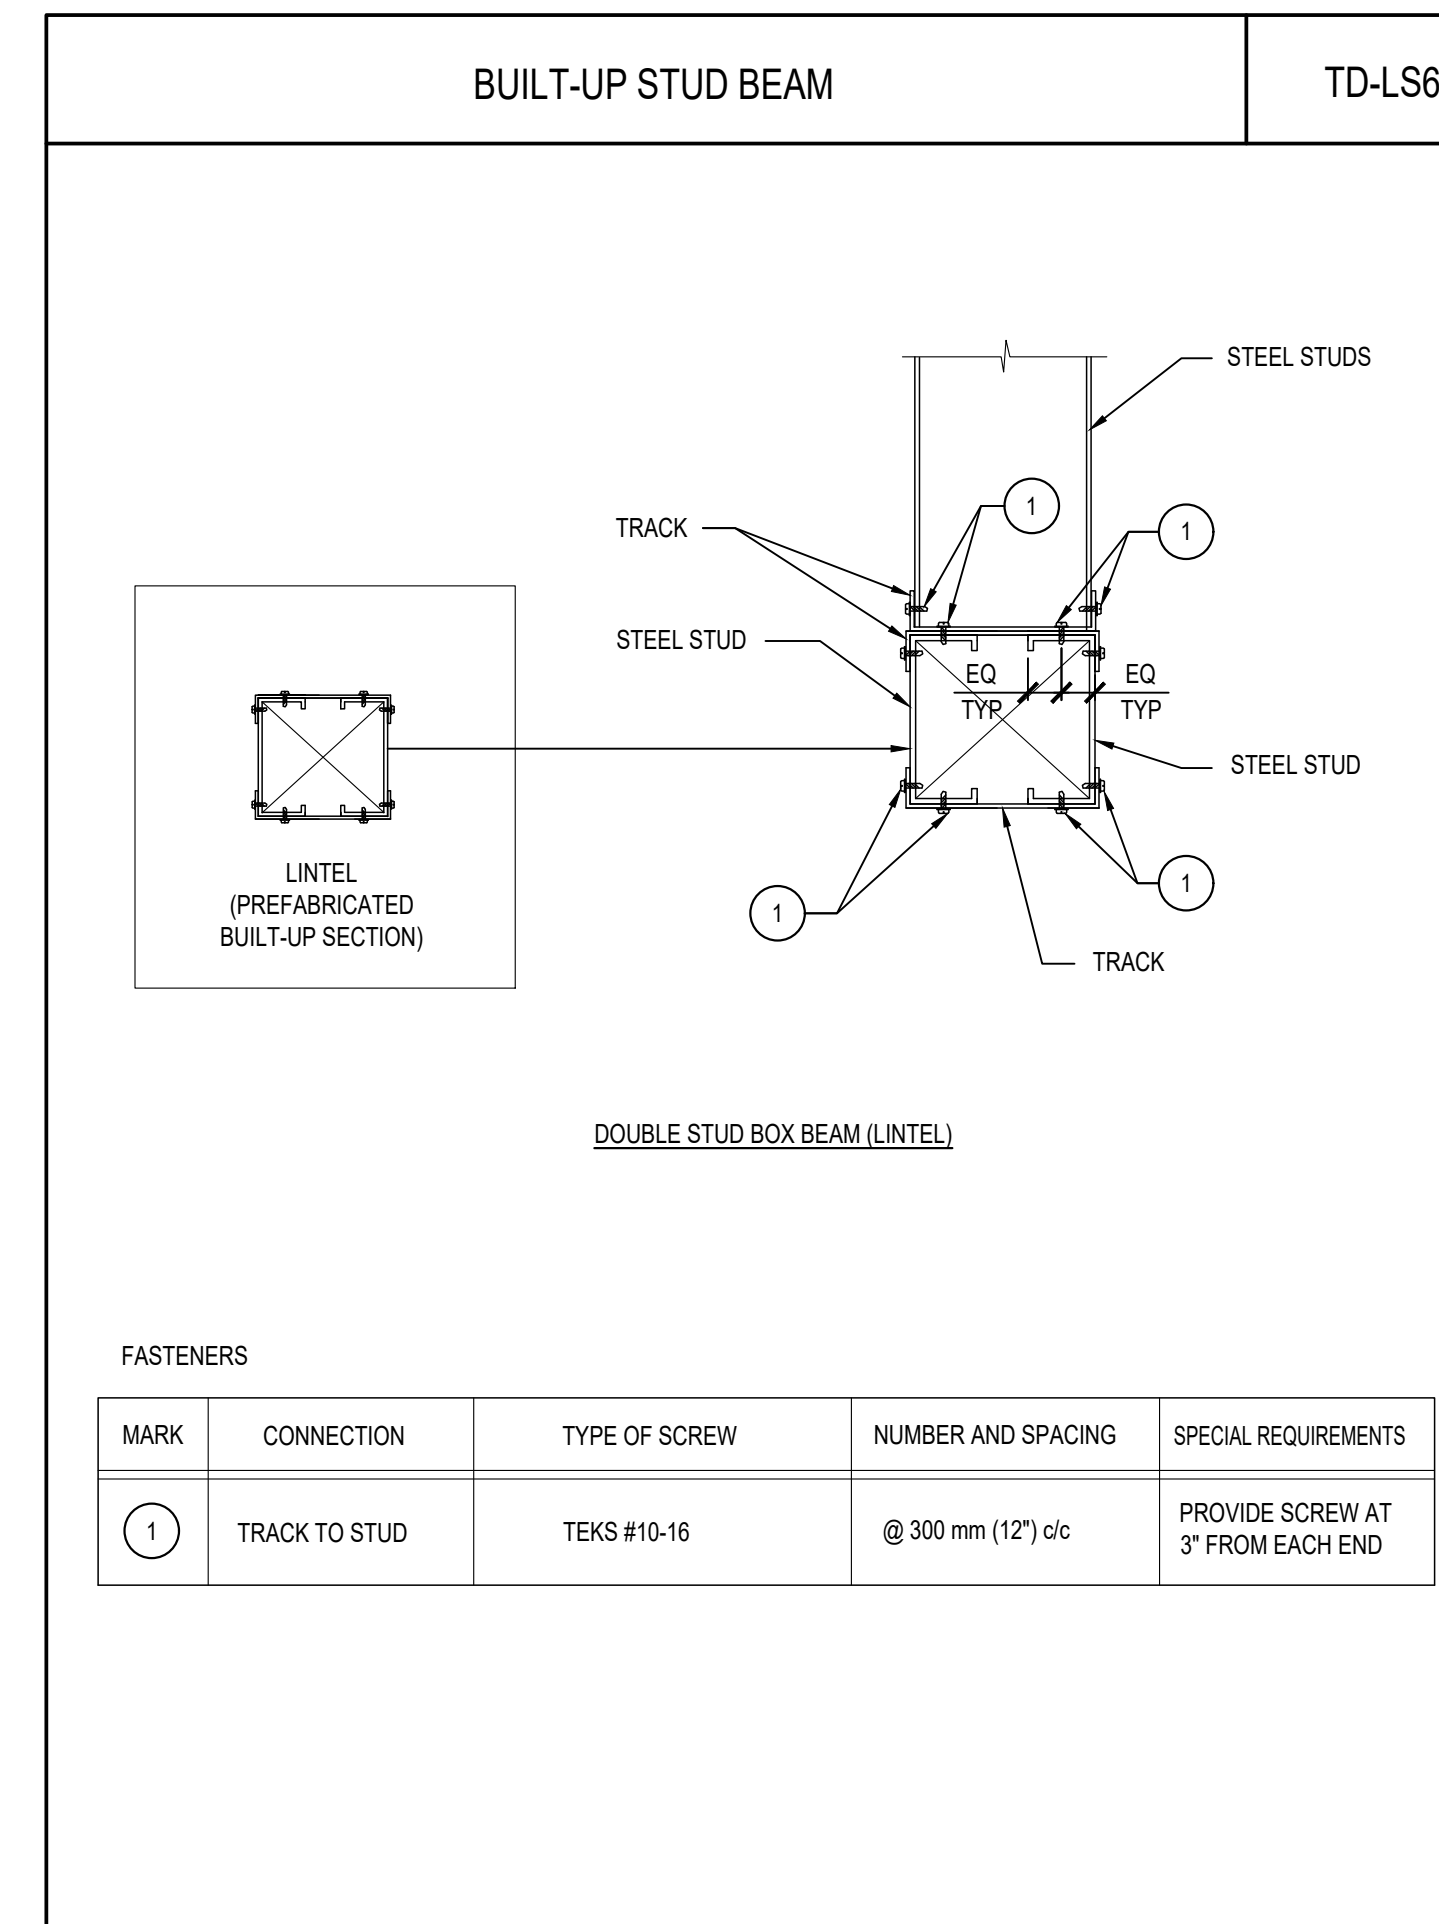 BUILT-UP STUD BEAM
TD-LS6
STEEL STUDS
1
TRACK
1
STEEL STUD
EQ
EQ
TYP
TYP
STEEL STUD
LINTEL
(PREFABRICATED
BUILT-UP SECTION)
1
1
TRACK
DOUBLE STUD BOX BEAM (LINTEL)
FASTENERS
MARK
CONNECTION
TYPE OF SCREW
NUMBER AND SPACING
SPECIAL REQUIREMENTS
1
TRACK TO STUD
TEKS #10-16
@ 300 mm (12") c/c
PROVIDE SCREW AT
3" FROM EACH END